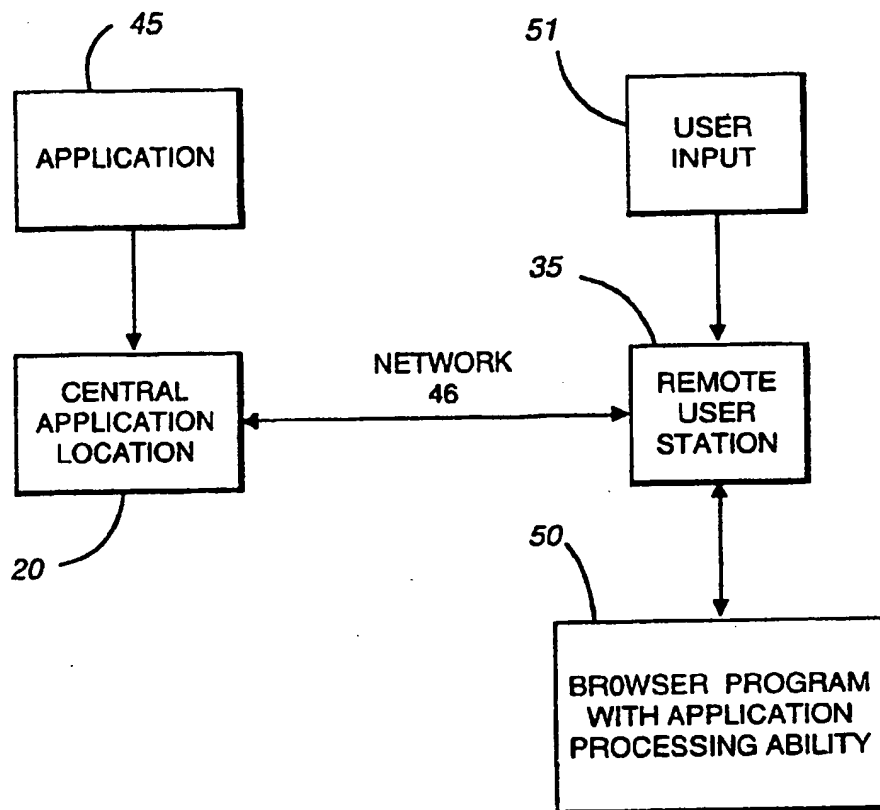 45
51
APPLICATION
USER
INPUT
35
NETWORK
46
CENTRAL
APPLICATION
LOCATION
REMOTE
USER
STATION
20
50
BROWSER PROGRAM
WITH APPLICATION
PROCESSING ABILITY